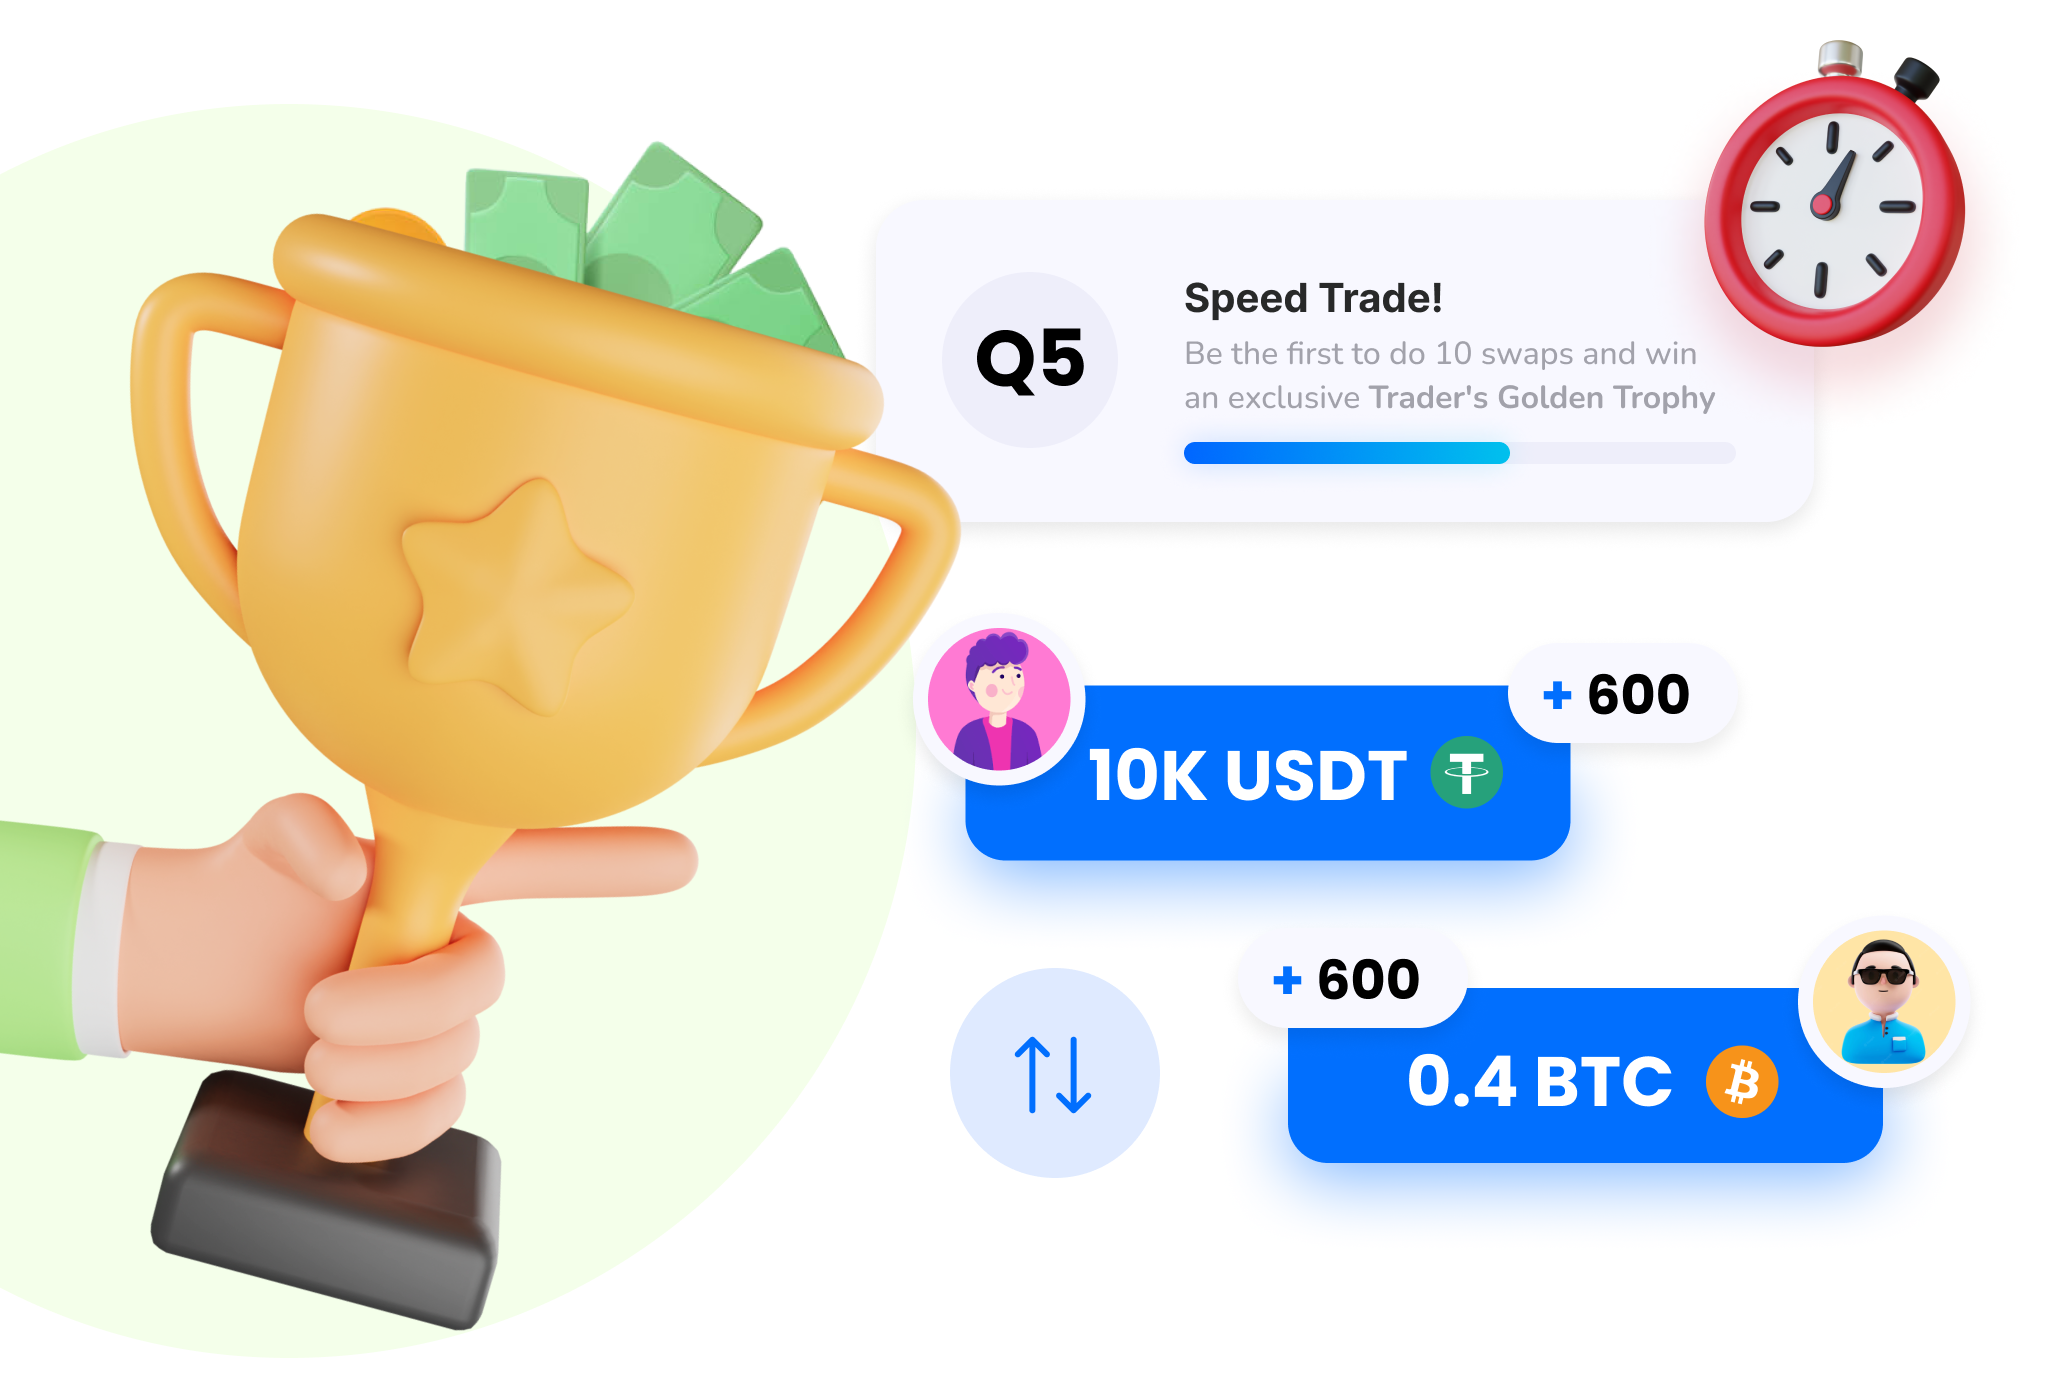 Q5
Speed Trade!
Be the first to do 10 swaps and win
an exclusive Trader's Golden Trophy
+ 600
10K USDT
+ 600
0.4 BTC